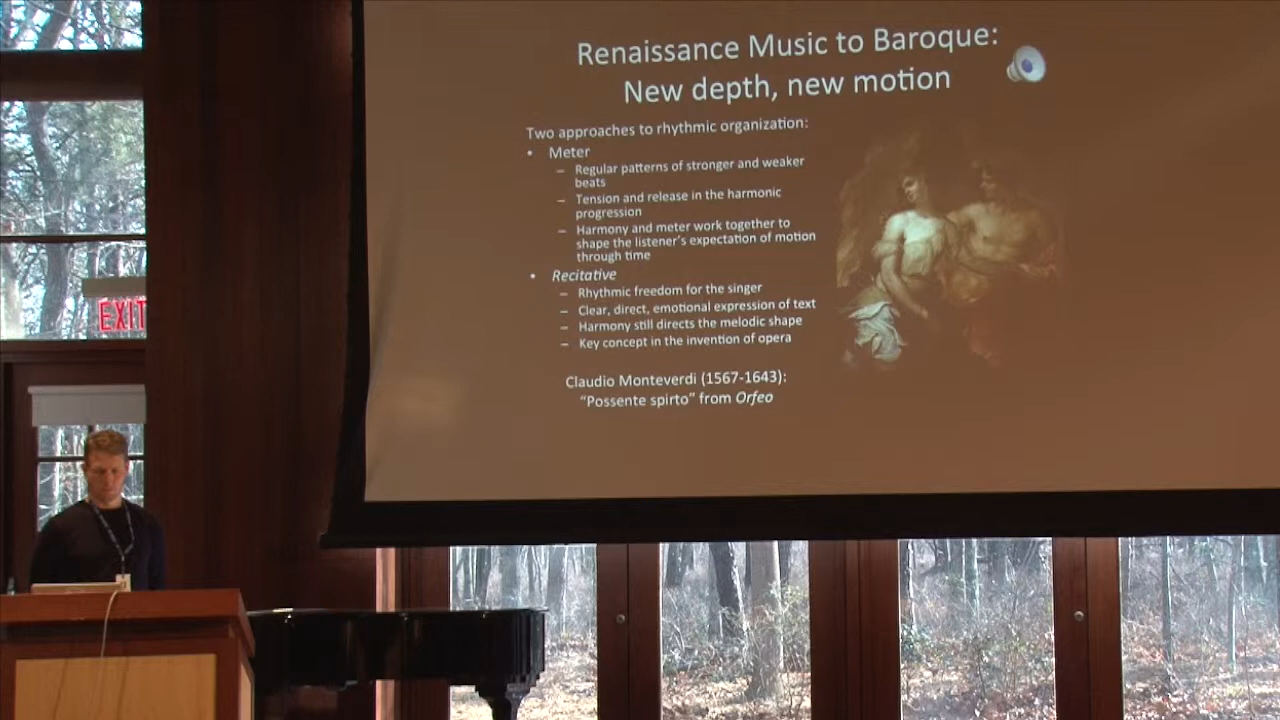 Renaissance Music to Baroque:
New depth, new motion
Two approaches to rhythmic organization:
• Meter
– Regular patterns of stronger and weaker
beats
– Tension and release in the harmonic
progression
– Harmony and meter work together to
shape the listener's expectation of motion
through time
• Recitative
– Rhythmic freedom for the singer
– Clear, direct, emotional expression of text
– Harmony still directs the melodic shape
– Key concept in the invention of opera
Claudio Monteverdi (1567-1643):
“Possente spirto” from Orfeo
EXIT